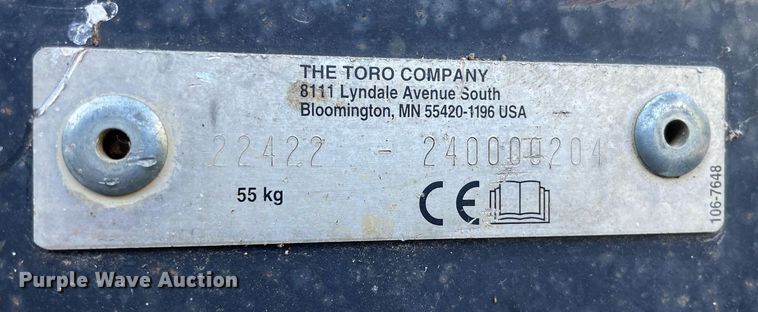 THE TORO COMPANY
8111 Lyndale Avenue South
Bloomington, MN 55420-1196 USA
22422 - 240000204
55 kg
CE
106-7648
Purple Wave Auction